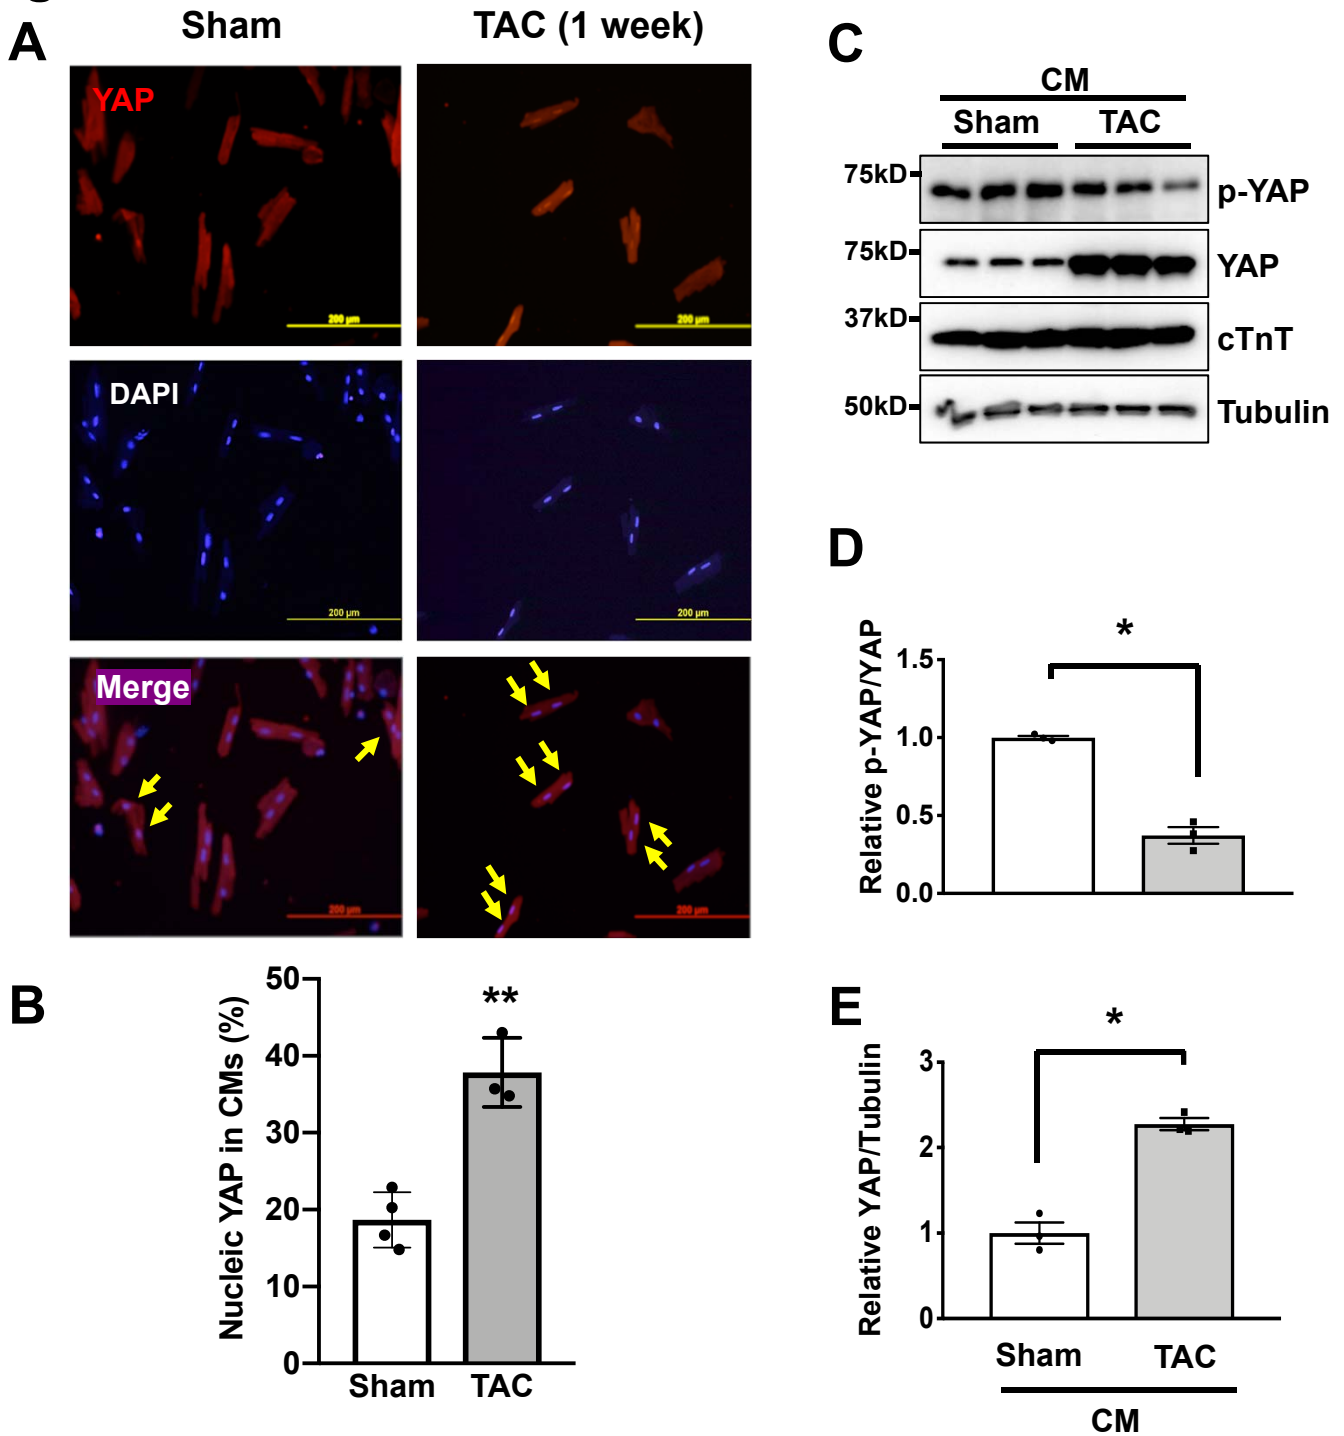 A
Sham
TAC (1 week)
YAP
200 µm
200 µm
DAPI
200 µm
200 µm
Merge
200 µm
200 µm
B
Nucleic YAP in CMs (%)
50
40
30
20
10
0
**
Sham
TAC
C
CM
Sham
TAC
75kD
p-YAP
75kD
YAP
37kD
cTnT
50kD
Tubulin
D
Relative p-YAP/YAP
1.5
1.0
0.5
0.0
*
E
Relative YAP/Tubulin
3
2
1
0
*
Sham
TAC
CM